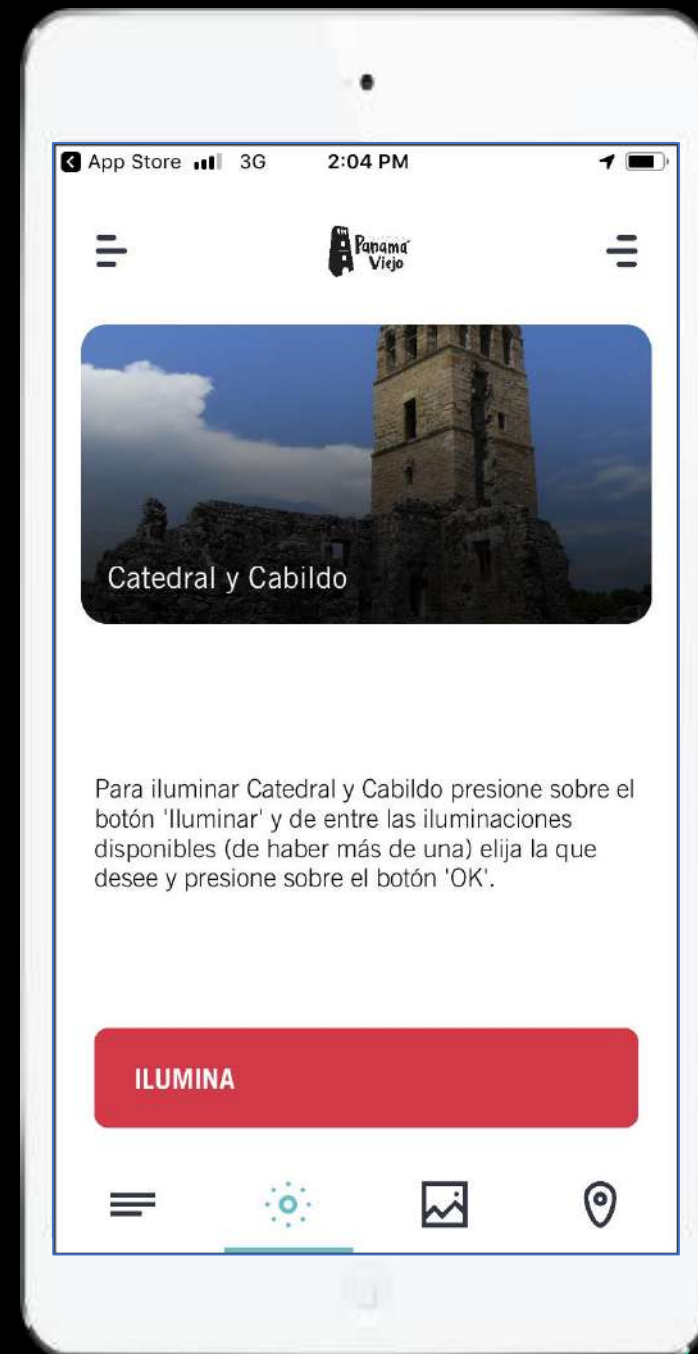 App Store 3G 2:04 PM
Panamá
Viejo
Catedral y Cabildo
Para iluminar Catedral y Cabildo presione sobre el
botón 'Iluminar' y de entre las iluminaciones
disponibles (de haber más de una) elija la que
desee y presione sobre el botón 'OK'.
ILUMINA